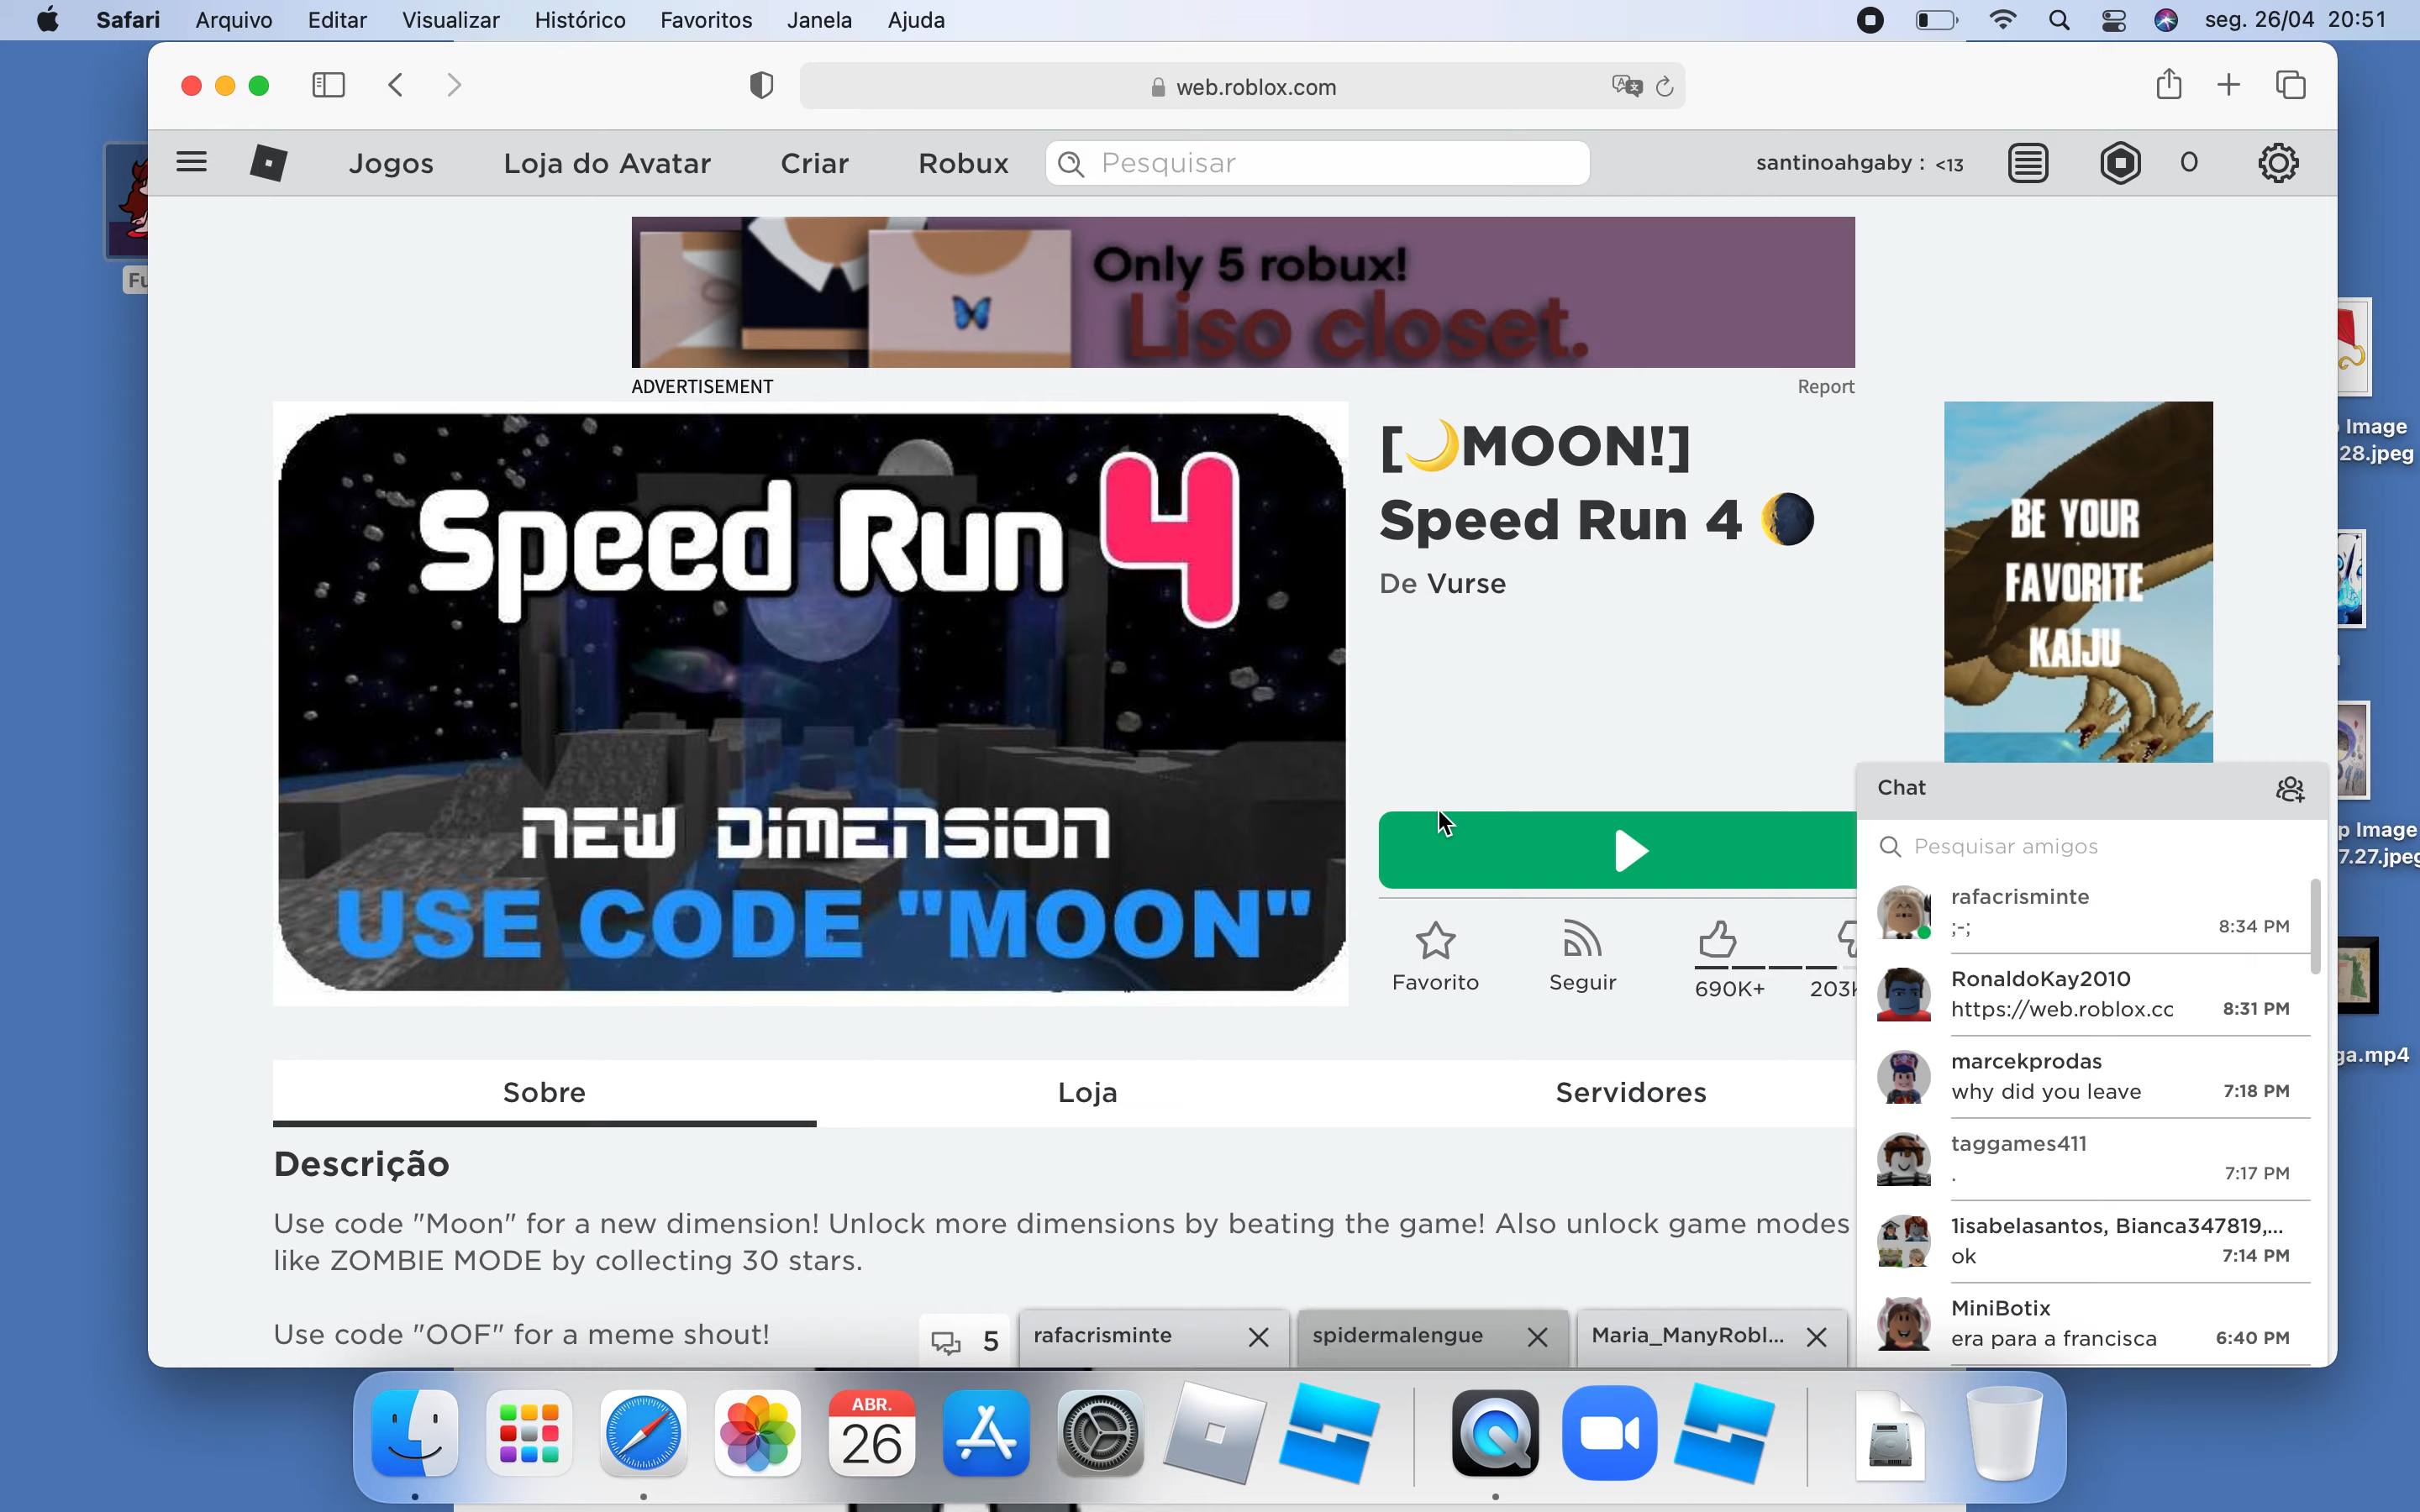 Safari Arquivo Editar Visualizar Histórico Favoritos Janela Ajuda seg. 26/04 20:51
web.roblox.com
Jogos Loja do Avatar Criar Robux Pesquisar santinoahgaby : <13 0
Only 5 robux!
Liso closet.
ADVERTISEMENT Report
Speed Run 4
NEW DIMENSION
USE CODE "MOON"
[🌙MOON!]
Speed Run 4 🌘
De Vurse
BE YOUR
FAVORITE
KAIJU
Favorito Seguir 690K+ 203K
Chat
Pesquisar amigos
rafacrisminte
;-; 8:34 PM
RonaldoKay2010
https://web.roblox.cc 8:31 PM
marcekprodas
why did you leave 7:18 PM
taggames411
. 7:17 PM
1isabelasantos, Bianca347819,...
ok 7:14 PM
MiniBotix
era para a francisca 6:40 PM
Sobre Loja Servidores
Descrição
Use code "Moon" for a new dimension! Unlock more dimensions by beating the game! Also unlock game modes
like ZOMBIE MODE by collecting 30 stars.
Use code "OOF" for a meme shout!
5 rafacrisminte spidermalengue Maria_ManyRobl...
Fu
Image
28.jpeg
p Image
7.27.jpeg
ga.mp4
ABR.
26